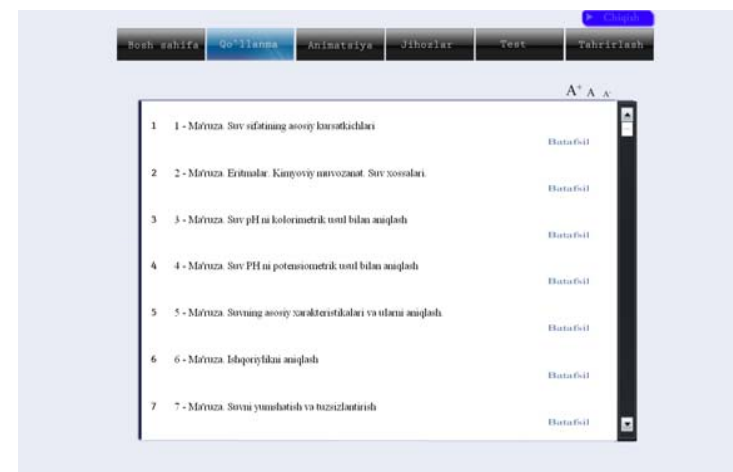 Chiqish
Bosh sahifa Qo`llanma Animatsiya Jihozlar Test Tahrirlash
A+ A A-
1 1 - Ma'ruza. Suv sifatining asosiy kursatkichlari
Batafsil
2 2 - Ma'ruza. Eritmalar. Kimyoviy muvozanat. Suv xossalari.
Batafsil
3 3 - Ma'ruza. Suv pH ni kolorimetrik usul bilan aniqlash
Batafsil
4 4 - Ma'ruza. Suv PH ni potensiometrik usul bilan aniqlash
Batafsil
5 5 - Ma'ruza. Suvning asosiy xarakteristikalari va ularni aniqlash.
Batafsil
6 6 - Ma'ruza. Ishqoriylikni aniqlash
Batafsil
7 7 - Ma'ruza. Suvni yumshatish va tuzsizlantirish
Batafsil